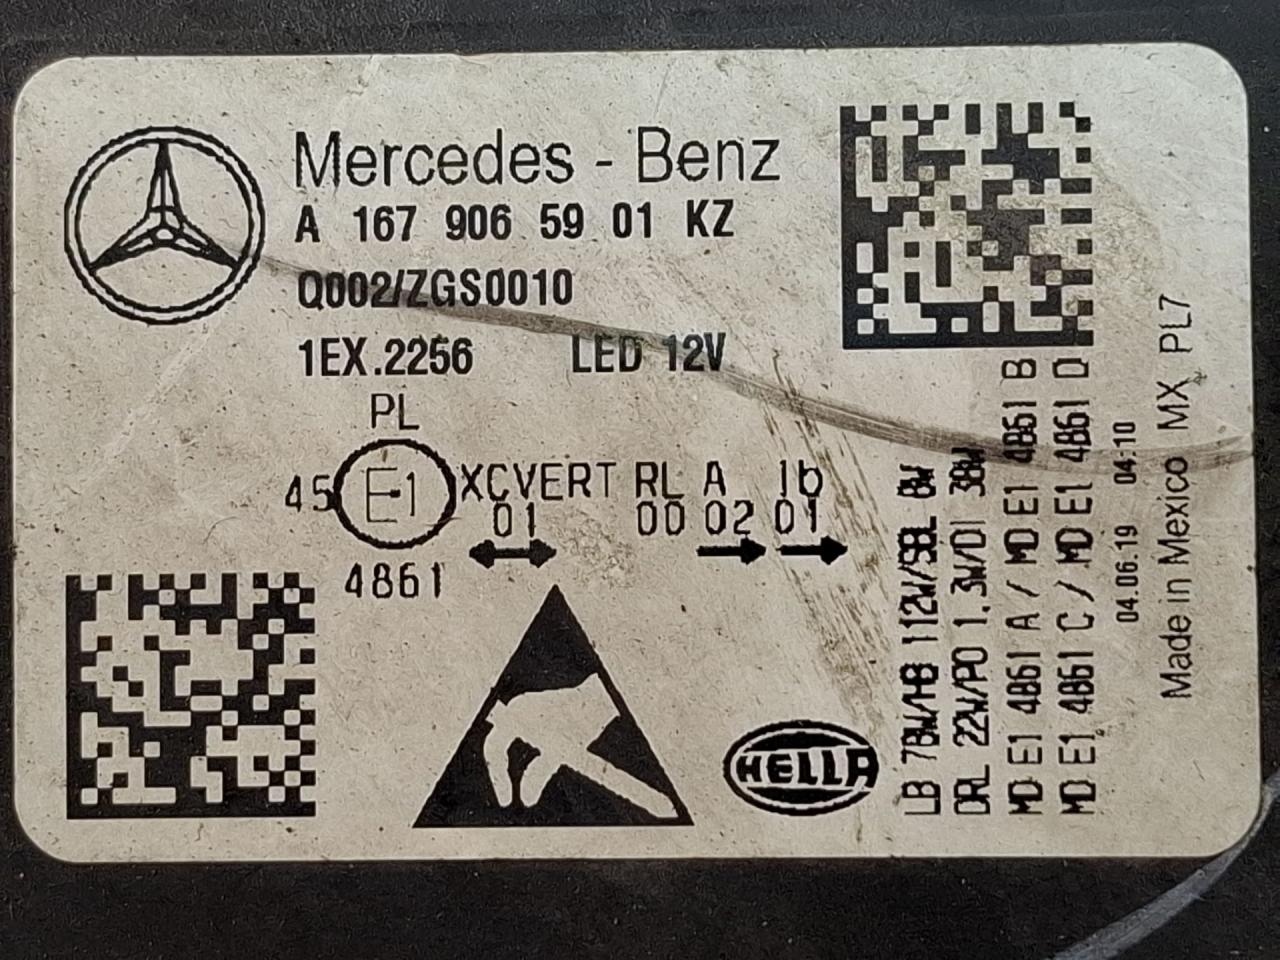 Mercedes - Benz
A 167 906 59 01 KZ
Q002/ZGS0010
1EX.2256 LED 12V
PL
45 E1 XCVERT RL A Ib
01 00 02 01
4861
HELLA
LB 78W/HB 112W/SBL 8W
DRL 22W/PO 1.3W/DI 38W
MD E1 4861 A / MD E1 4861 B
MD E1 4861 C / MD E1 4861 D
04.06.19 04:10
Made in Mexico MX PL7